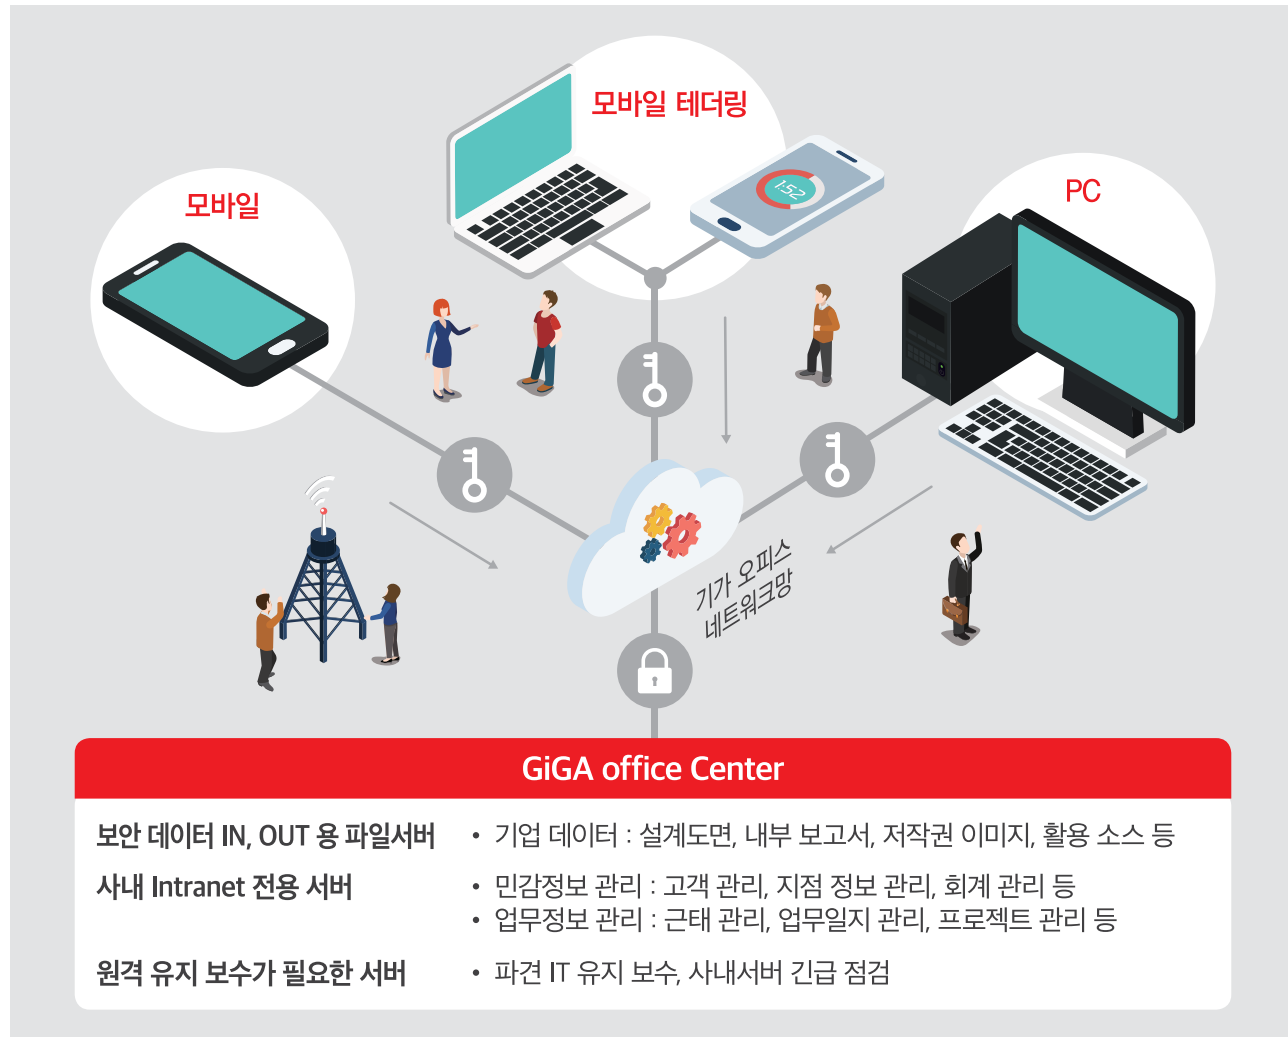 모바일 테더링
모바일
PC
1:52
기가 오피스
네트워크망
GiGA office Center
보안 데이터 IN, OUT 용 파일서버
• 기업 데이터 : 설계도면, 내부 보고서, 저작권 이미지, 활용 소스 등
사내 Intranet 전용 서버
• 민감정보 관리 : 고객 관리, 지점 정보 관리, 회계 관리 등
• 업무정보 관리 : 근태 관리, 업무일지 관리, 프로젝트 관리 등
원격 유지 보수가 필요한 서버
• 파견 IT 유지 보수, 사내서버 긴급 점검